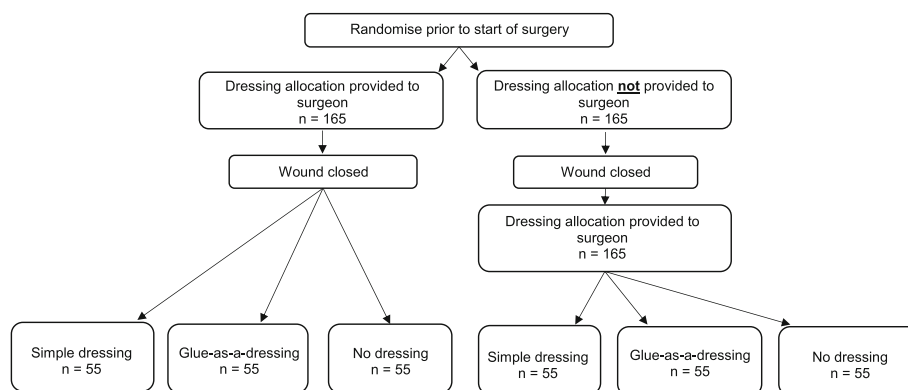 Randomise prior to start of surgery
Dressing allocation provided to
surgeon
n = 165
Dressing allocation not provided to
surgeon
n = 165
Wound closed
Wound closed
Dressing allocation provided to
surgeon
n = 165
Simple dressing
n = 55
Glue-as-a-dressing
n = 55
No dressing
n = 55
Simple dressing
n = 55
Glue-as-a-dressing
n = 55
No dressing
n = 55